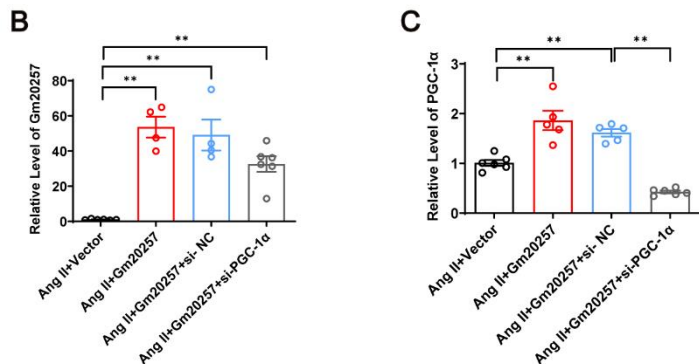 B
**
**
**
Relative Level of Gm20257
80
60
40
20
0
Ang II+Vector
Ang II+Gm20257
Ang II+Gm20257+si- NC
Ang II+Gm20257+si-PGC-1α
C
**
**
**
Relative Level of PGC-1α
3
2
1
0
Ang II+Vector
Ang II+Gm20257
Ang II+Gm20257+si- NC
Ang II+Gm20257+si-PGC-1α